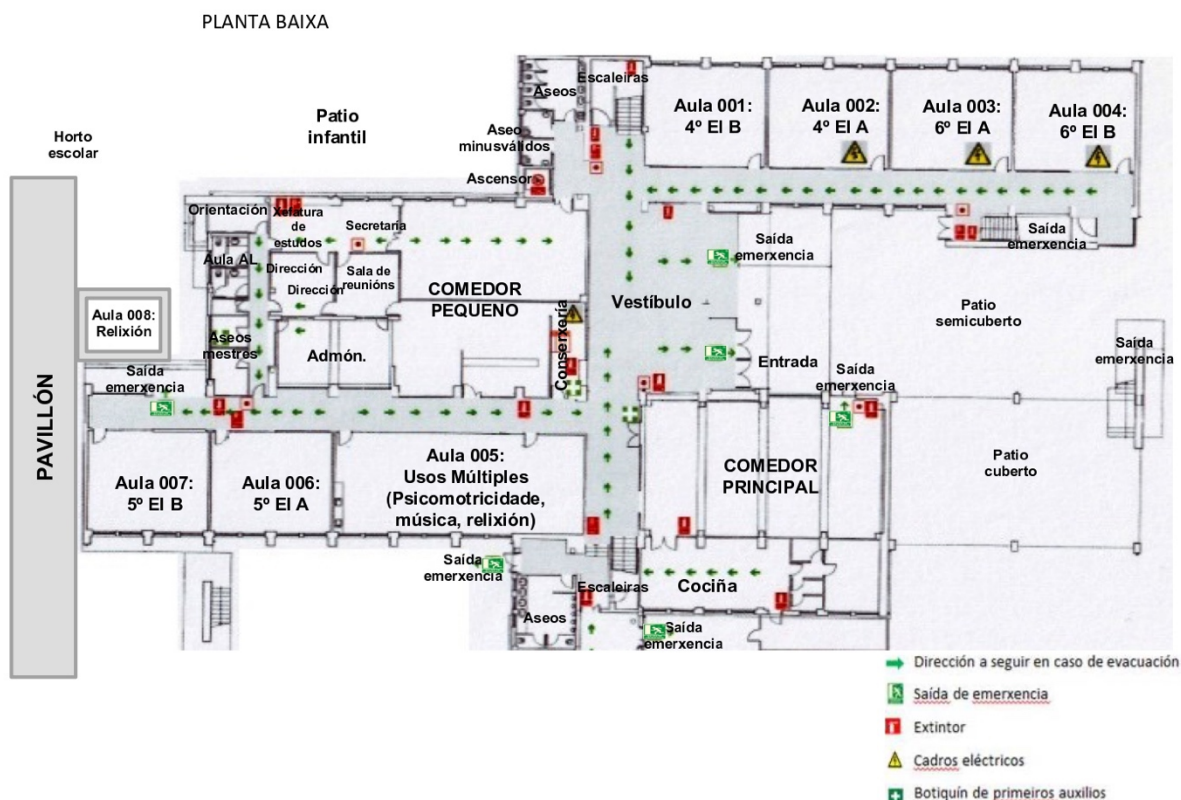 PLANTA BAIXA
Escaleiras
Aseos
Aula 001:
4º EI B
Aula 002:
4º EI A
Aula 003:
6º EI A
Aula 004:
6º EI B
Patio
infantil
Horto
escolar
Aseo
minusválidos
Ascensor
Orientación
Xefatura
de
estudos
Secretaría
Aula AL
Dirección
Dirección
Sala de
reunións
COMEDOR
PEQUENO
Vestíbulo
Saída
emerxencia
Saída
emerxencia
Patio
semicuberto
Aula 008:
Relixión
Aseos
mestres
Admón.
Conserxería
Entrada
Saída
emerxencia
Saída
emerxencia
Saída
emerxencia
PAVILLÓN
Aula 007:
5º EI B
Aula 006:
5º EI A
Aula 005:
Usos Múltiples
(Psicomotricidade,
música, relixión)
COMEDOR
PRINCIPAL
Patio
cuberto
Saída
emerxencia
Escaleiras
Cociña
Aseos
Saída
emerxencia
Dirección a seguir en caso de evacuación
Saída de emerxencia
Extintor
Cadros eléctricos
Botiquín de primeiros auxilios